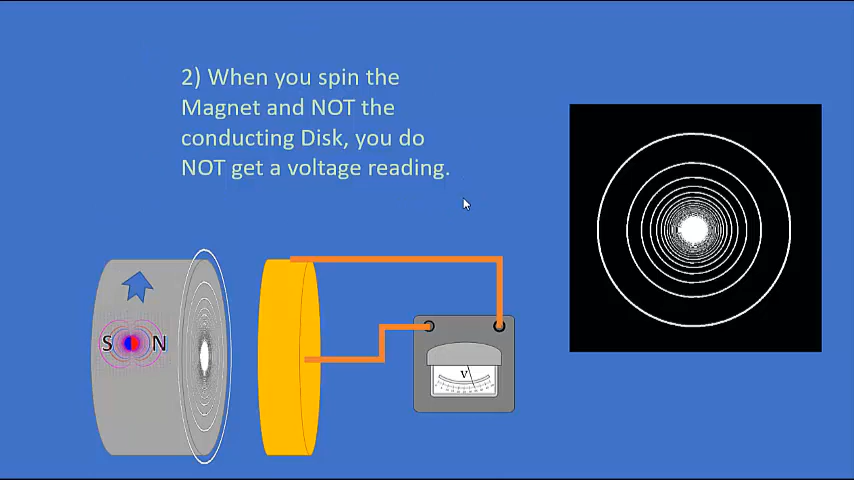 2) When you spin the
Magnet and NOT the
conducting Disk, you do
NOT get a voltage reading.
S N
V